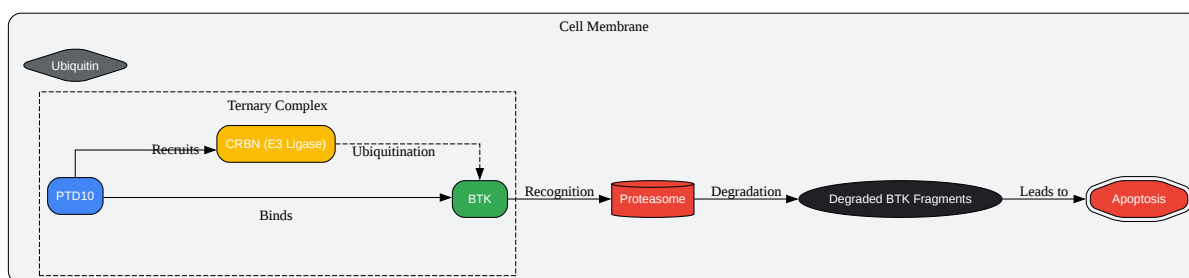 Cell Membrane
Ubiquitin
Ternary Complex
CRBN (E3 Ligase)
Recruits
Ubiquitination
PTD10
Binds
BTK
Recognition
Proteasome
Degradation
Degraded BTK Fragments
Leads to
Apoptosis